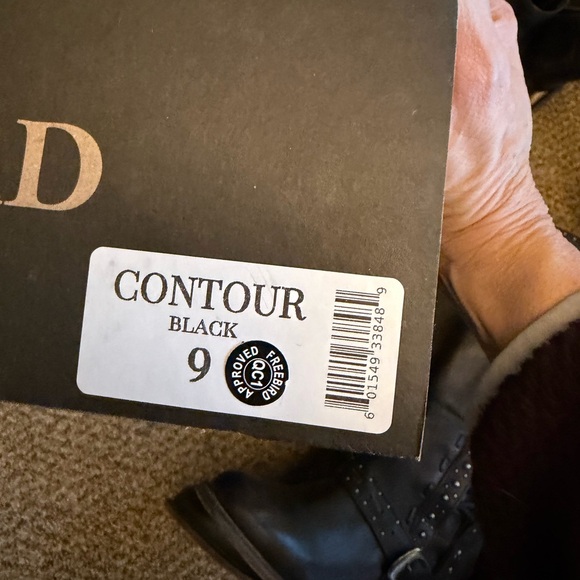 D
CONTOUR
BLACK
9
APPROVED FREEBIRD
QC1
6 01549 33848 9